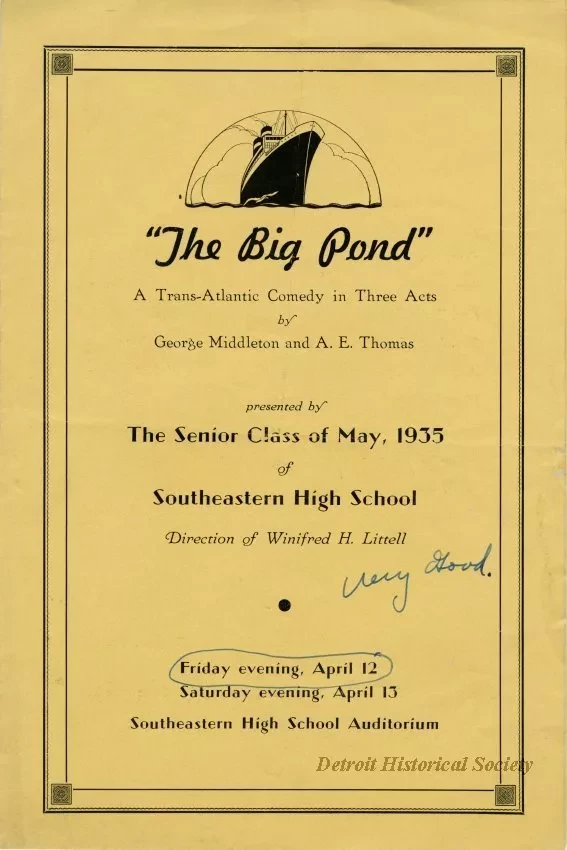 "The Big Pond"
A Trans-Atlantic Comedy in Three Acts
by
George Middleton and A. E. Thomas
presented by
The Senior Class of May, 1935
of
Southeastern High School
Direction of Winifred H. Littell
Very Good.
Friday evening, April 12
Saturday evening, April 13
Southeastern High School Auditorium
Detroit Historical Society